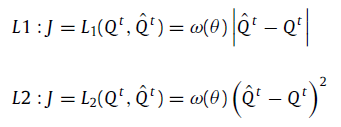 L1 : J = L₁(Qᵗ, Q̂ᵗ) = ω(θ) |Q̂ᵗ − Qᵗ|
L2 : J = L₂(Qᵗ, Q̂ᵗ) = ω(θ) (Q̂ᵗ − Qᵗ)²